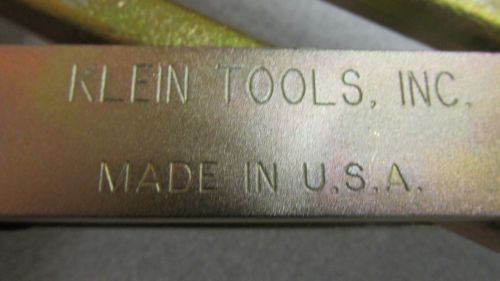 KLEIN TOOLS, INC.
MADE IN U.S.A.